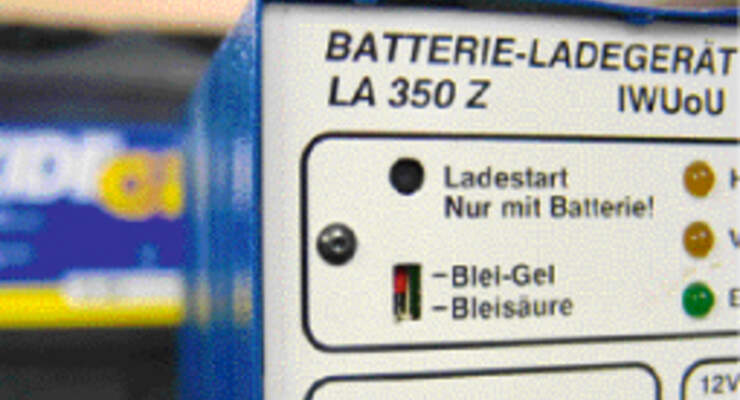 BATTERIE-LADEGERÄT
LA 350 Z IWUoU
Ladestart
Nur mit Batterie!
-Blei-Gel
-Bleisäure
12V